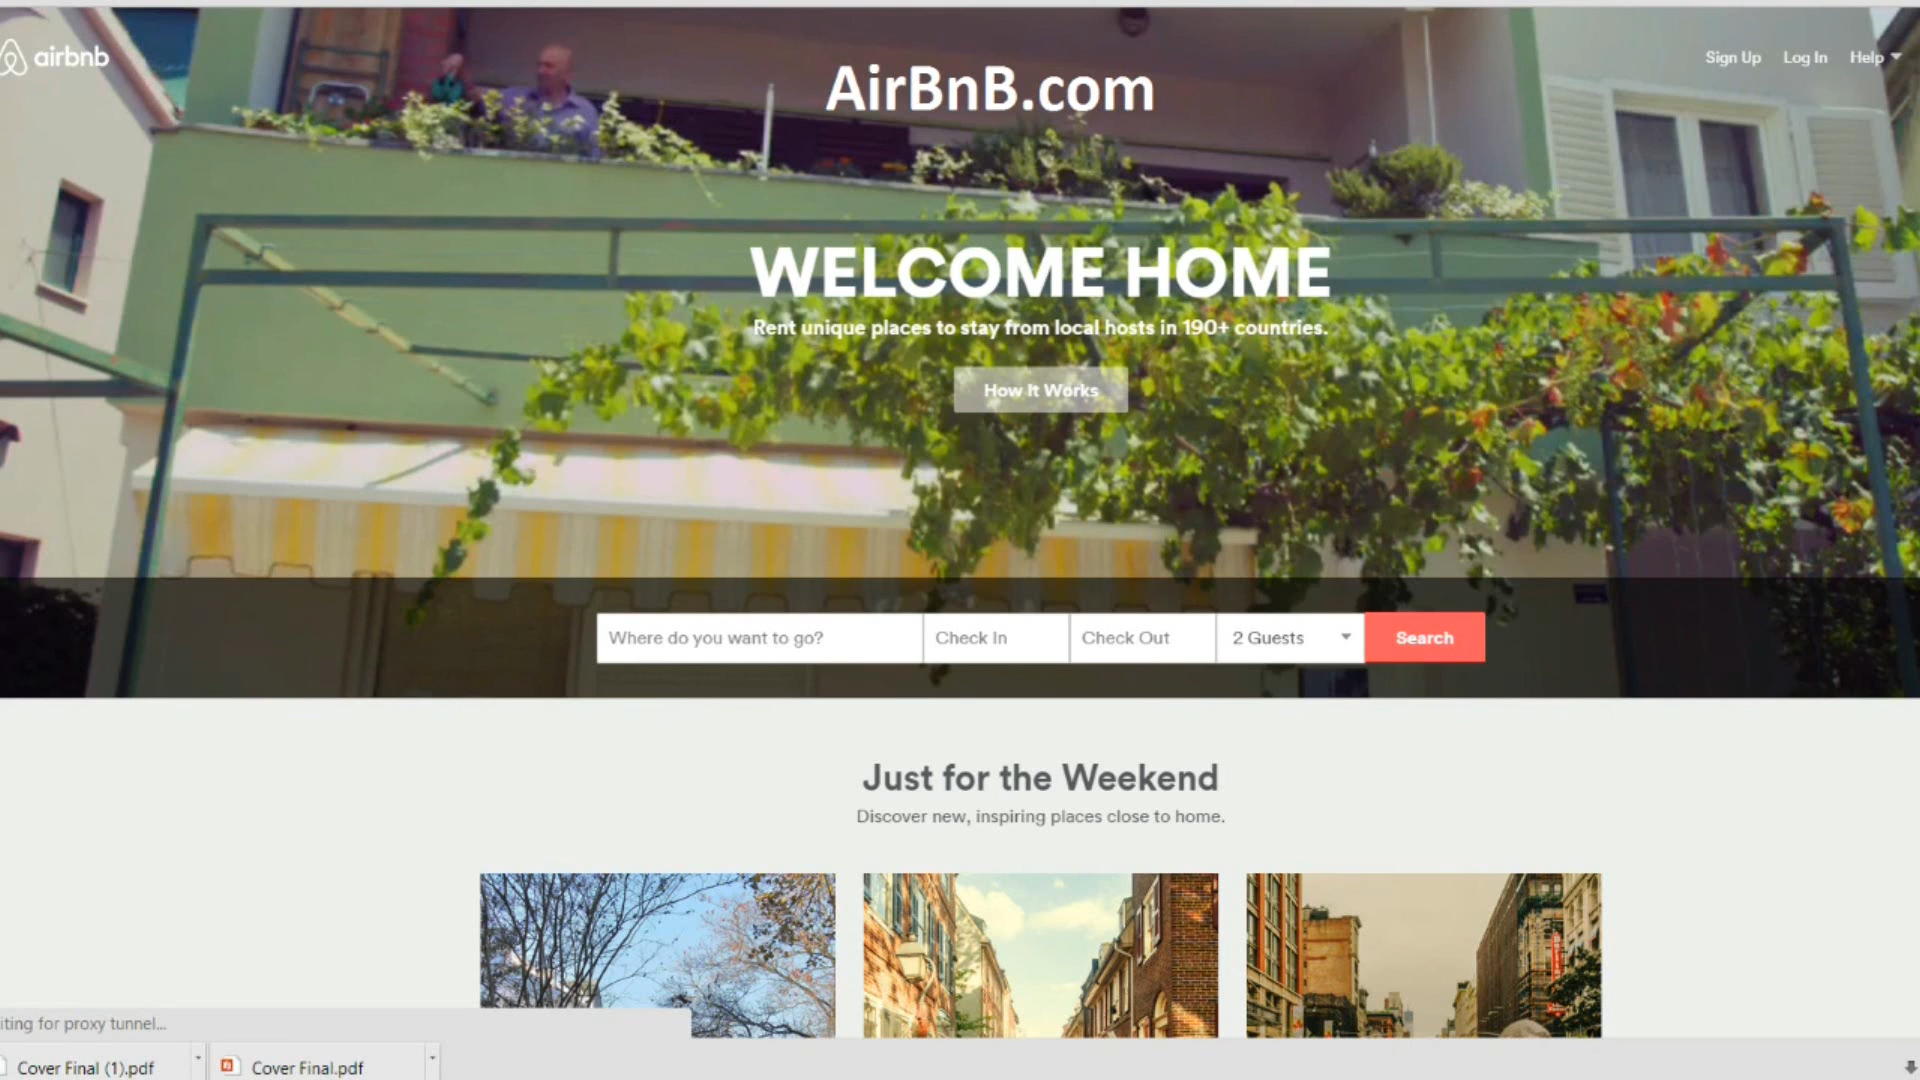 airbnb
AirBnB.com
Sign Up Log In Help
WELCOME HOME
Rent unique places to stay from local hosts in 190+ countries.
How It Works
Where do you want to go? Check In Check Out 2 Guests Search
Just for the Weekend
Discover new, inspiring places close to home.
iting for proxy tunnel...
Cover Final (1).pdf Cover Final.pdf